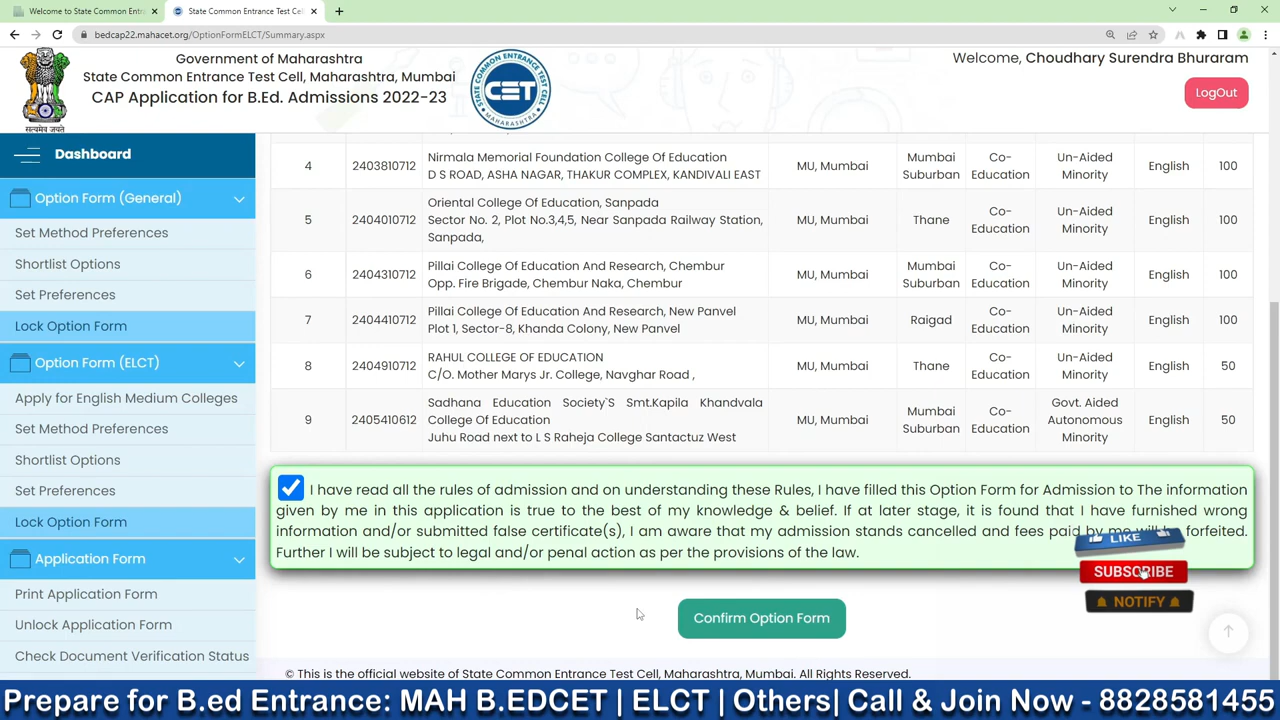 Welcome to State Common Entra
State Common Entrance Test Cel
bedcap22.mahacet.org/OptionFormELCT/Summary.aspx
Government of Maharashtra
State Common Entrance Test Cell, Maharashtra, Mumbai
CAP Application for B.Ed. Admissions 2022-23
सत्यमेव जयते
STATE COMMON ENTRANCE TEST CELL
CET
MAHARASHTRA
Welcome, Choudhary Surendra Bhuraram
LogOut
Dashboard
Option Form (General)
Set Method Preferences
Shortlist Options
Set Preferences
Lock Option Form
Option Form (ELCT)
Apply for English Medium Colleges
Set Method Preferences
Shortlist Options
Set Preferences
Lock Option Form
Application Form
Print Application Form
Unlock Application Form
Check Document Verification Status
4 2403810712 Nirmala Memorial Foundation College Of Education MU, Mumbai Mumbai Co- Un-Aided English 100
D S ROAD, ASHA NAGAR, THAKUR COMPLEX, KANDIVALI EAST Suburban Education Minority
Oriental College Of Education, Sanpada
5 2404010712 Sector No. 2, Plot No.3,4,5, Near Sanpada Railway Station, MU, Mumbai Thane Co- Un-Aided English 100
Sanpada, Education Minority
6 2404310712 Pillai College Of Education And Research, Chembur MU, Mumbai Mumbai Co- Un-Aided English 100
Opp. Fire Brigade, Chembur Naka, Chembur Suburban Education Minority
7 2404410712 Pillai College Of Education And Research, New Panvel MU, Mumbai Raigad Co- Un-Aided English 100
Plot 1, Sector-8, Khanda Colony, New Panvel Education Minority
8 2404910712 RAHUL COLLEGE OF EDUCATION MU, Mumbai Thane Co- Un-Aided English 50
C/O. Mother Marys Jr. College, Navghar Road , Education Minority
Sadhana Education Society`S Smt.Kapila Khandvala Govt. Aided
9 2405410612 College Of Education MU, Mumbai Mumbai Co- Autonomous English 50
Juhu Road next to L S Raheja College Santactuz West Suburban Education Minority
I have read all the rules of admission and on understanding these Rules, I have filled this Option Form for Admission to The information
given by me in this application is true to the best of my knowledge & belief. If at later stage, it is found that I have furnished wrong
information and/or submitted false certificate(s), I am aware that my admission stands cancelled and fees paid by me will be forfeited.
Further I will be subject to legal and/or penal action as per the provisions of the law.
LIKE
SUBSCRIBE
NOTIFY
Confirm Option Form
© This is the official website of State Common Entrance Test Cell, Maharashtra, Mumbai. All Rights Reserved.
Prepare for B.ed Entrance: MAH B.EDCET | ELCT | Others| Call & Join Now - 8828581455